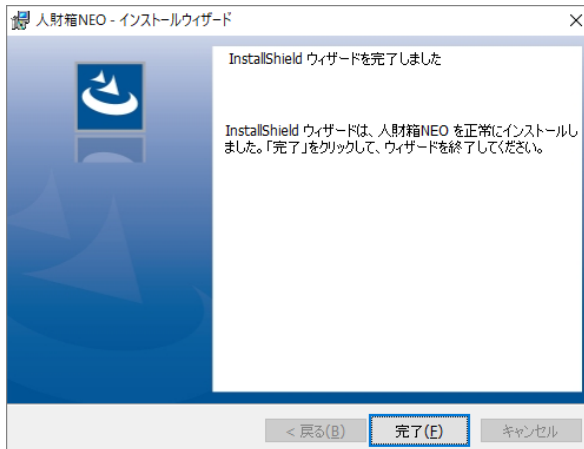 人財箱NEO - インストールウィザード
InstallShield ウィザードを完了しました
InstallShield ウィザードは、人財箱NEO を正常にインストールし
ました。「完了」をクリックして、ウィザードを終了してください。
< 戻る(B)
完了(F)
キャンセル